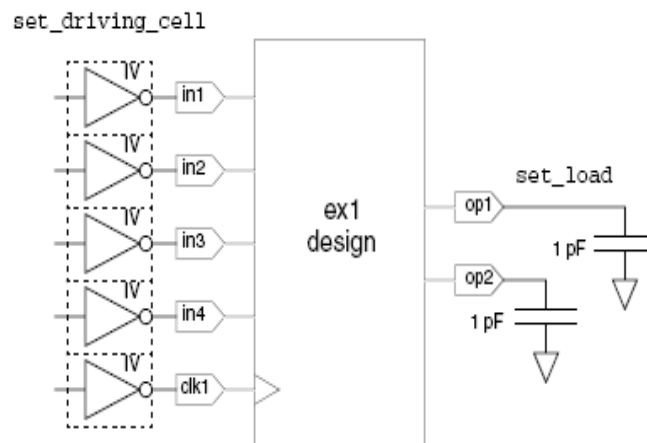 set_driving_cell
IV
in1
IV
in2
IV
in3
IV
in4
IV
clk1
ex1
design
op1
set_load
1 pF
op2
1 pF